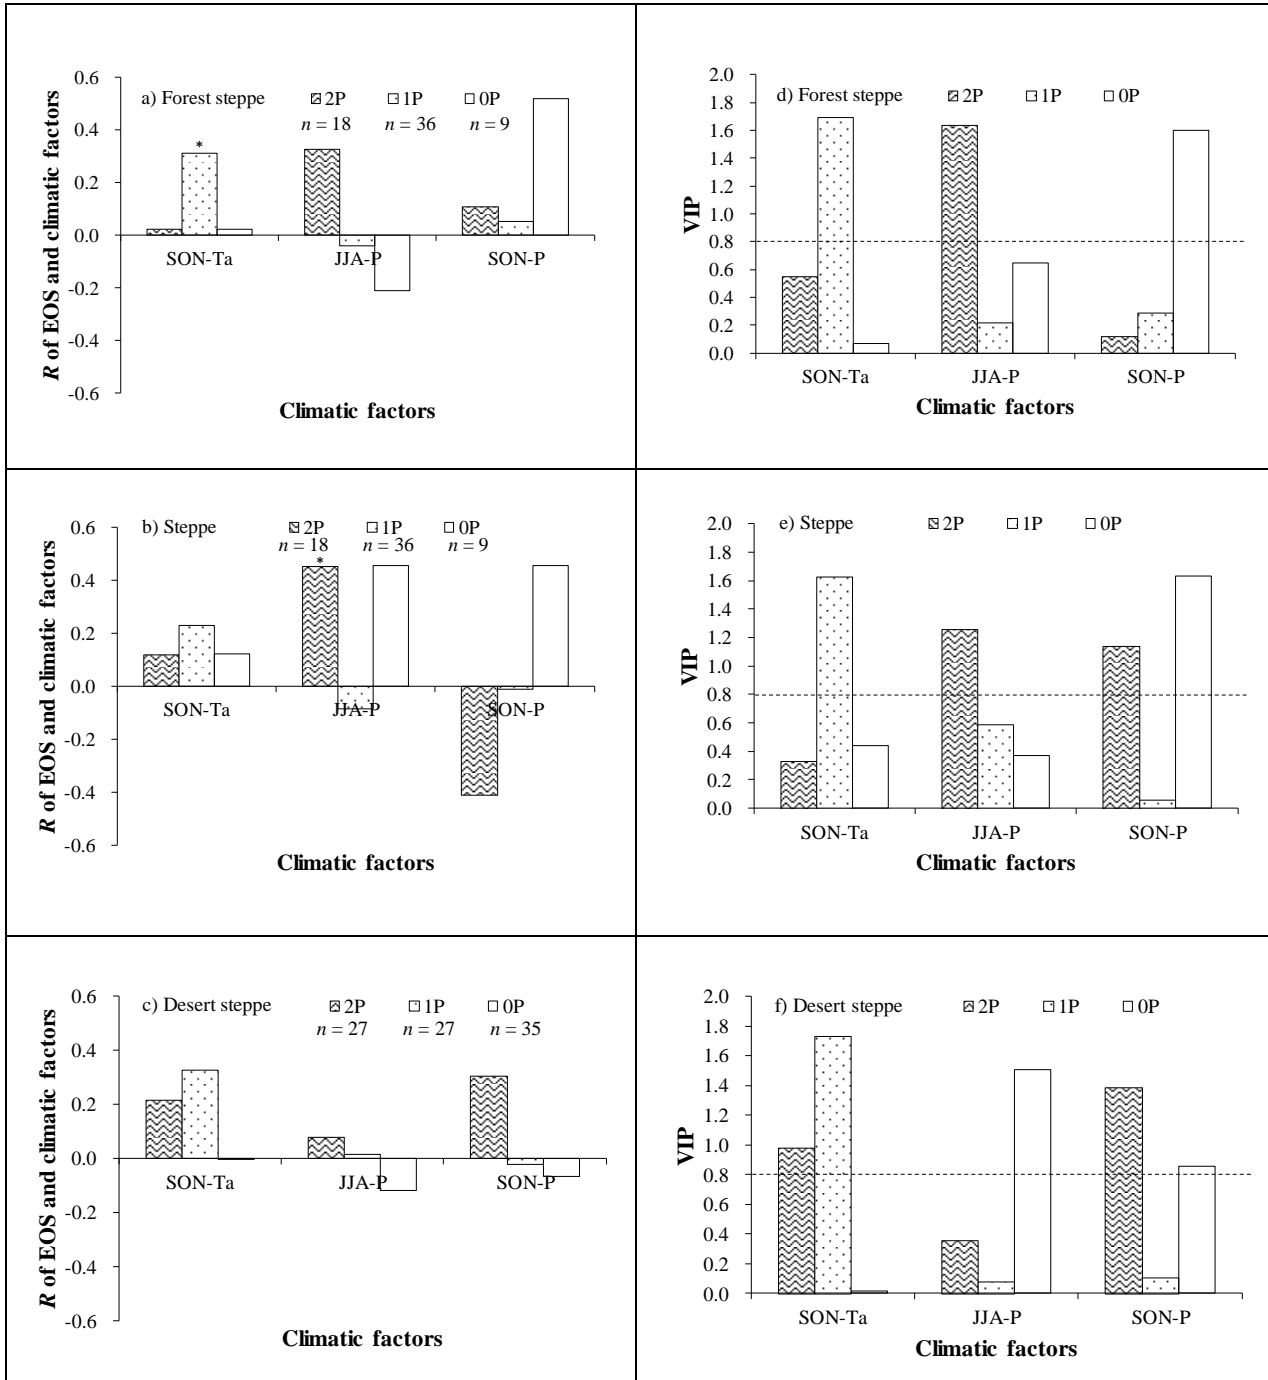 a) Forest steppe 2P 1P 0P
n = 18 n = 36 n = 9
0.6
0.4
0.2
0.0
-0.2
-0.4
-0.6
*
SON-Ta JJA-P SON-P
R of EOS and climatic factors
Climatic factors
d) Forest steppe 2P 1P 0P
2.0
1.8
1.6
1.4
1.2
1.0
0.8
0.6
0.4
0.2
0.0
VIP
SON-Ta JJA-P SON-P
Climatic factors
b) Steppe 2P 1P 0P
n = 18 n = 36 n = 9
0.6
0.4
0.2
0.0
-0.2
-0.4
-0.6
*
SON-Ta JJA-P SON-P
R of EOS and climatic factors
Climatic factors
e) Steppe 2P 1P 0P
2.0
1.8
1.6
1.4
1.2
1.0
0.8
0.6
0.4
0.2
0.0
VIP
SON-Ta JJA-P SON-P
Climatic factors
c) Desert steppe 2P 1P 0P
n = 27 n = 27 n = 35
0.6
0.4
0.2
0.0
-0.2
-0.4
-0.6
SON-Ta JJA-P SON-P
R of EOS and climatic factors
Climatic factors
f) Desert steppe 2P 1P 0P
2.0
1.8
1.6
1.4
1.2
1.0
0.8
0.6
0.4
0.2
0.0
VIP
SON-Ta JJA-P SON-P
Climatic factors